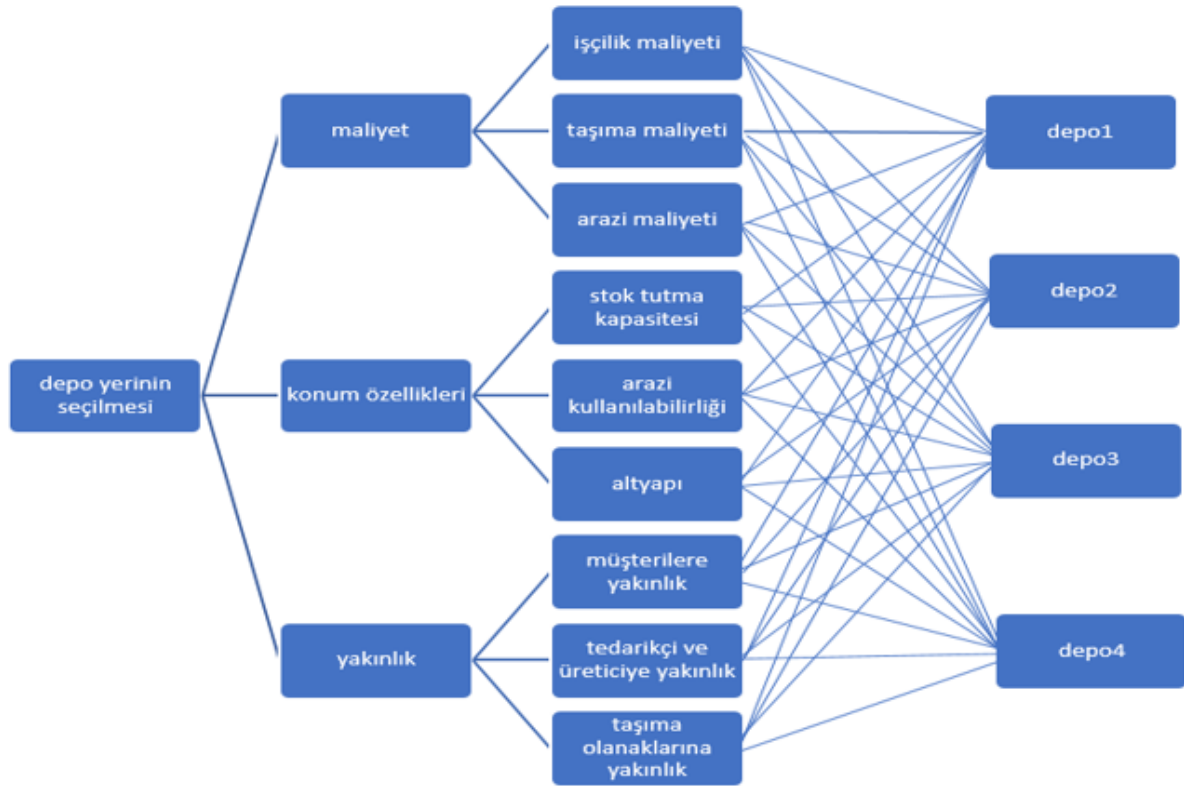 depo yerinin
seçilmesi
maliyet
konum özellikleri
yakınlık
işçilik maliyeti
taşıma maliyeti
arazi maliyeti
stok tutma
kapasitesi
arazi
kullanılabilirliği
altyapı
müşterilere
yakınlık
tedarikçi ve
üreticiye yakınlık
taşıma
olanaklarına
yakınlık
depo1
depo2
depo3
depo4